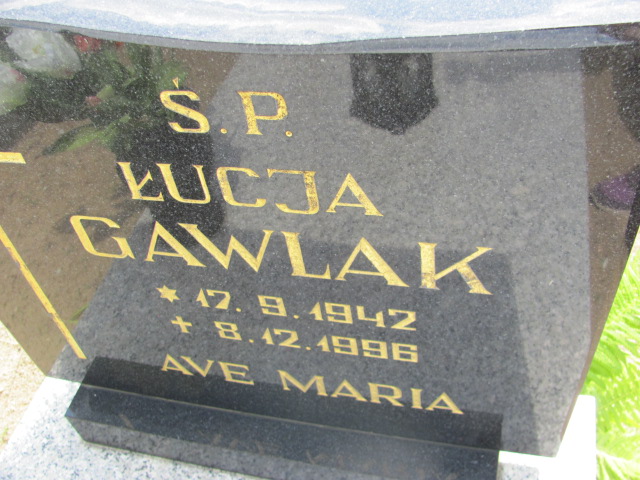 Ś.P.
ŁUCJA
GAWLAK
* 17.9.1942
+ 8.12.1996
AVE MARIA